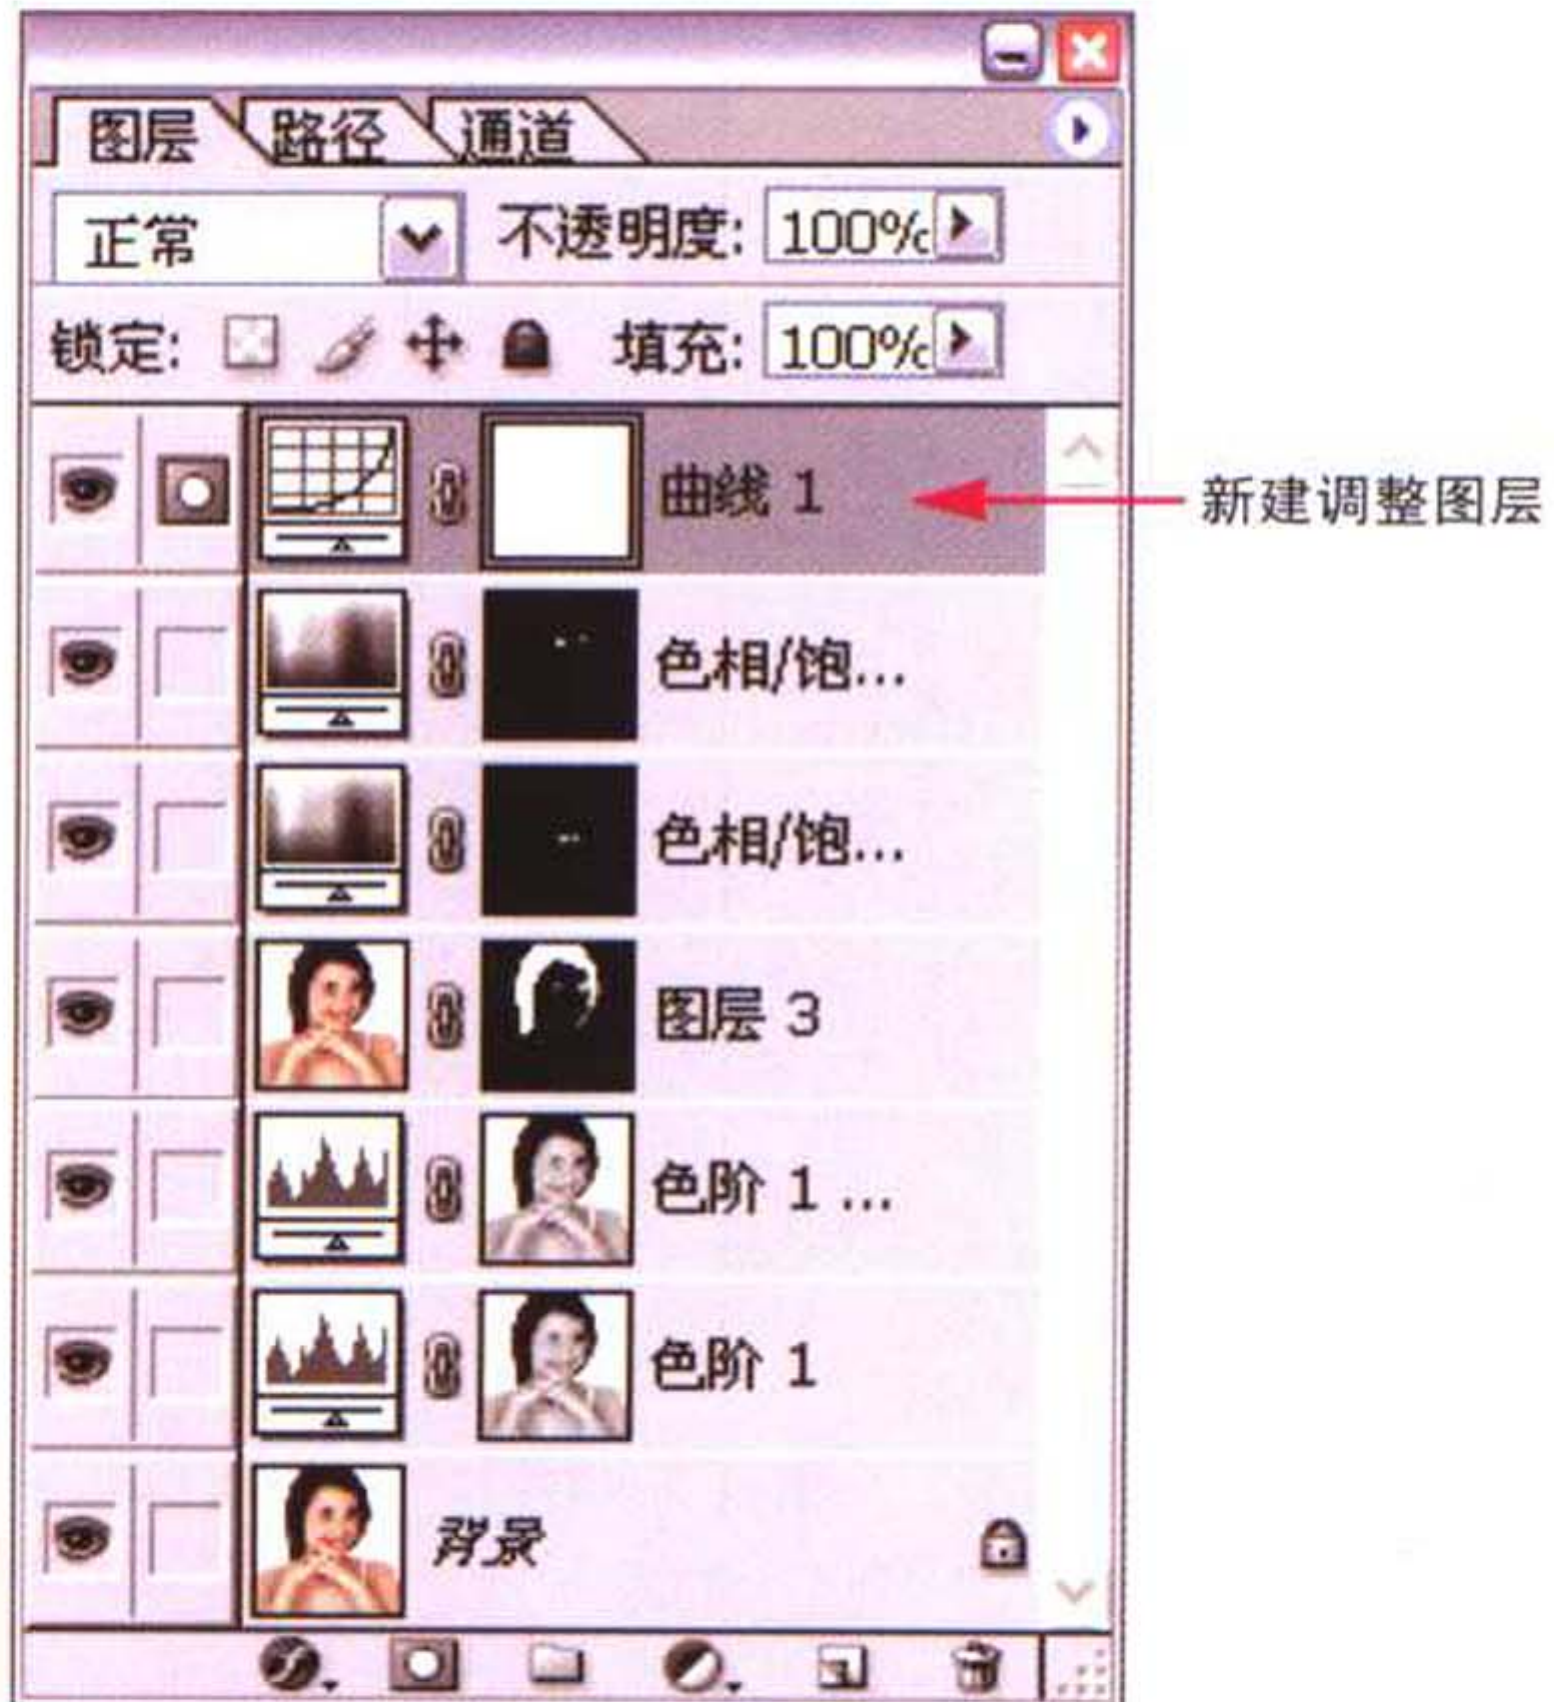 图层 路径 通道
正常 不透明度: 100%
锁定: 填充: 100%
曲线 1 新建调整图层
色相/饱...
色相/饱...
图层 3
色阶 1 ...
色阶 1
背景